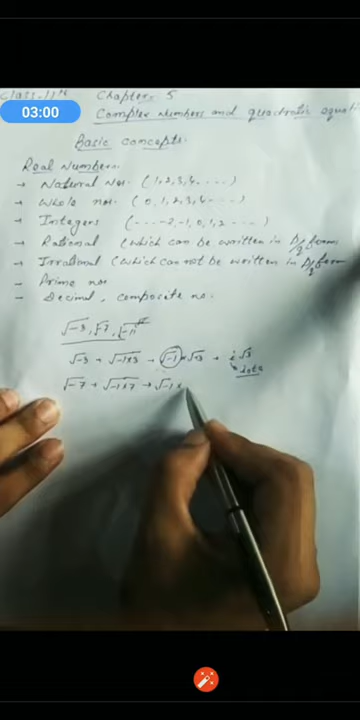 Class-11th Chapter: 5
03:00
Complex numbers and quadratic equati
Basic concepts.
Real Numbers.
→ Natural Nos. (1, 2, 3, 4 .....)
→ Whole no. (0, 1, 2, 3, 4 ....)
→ Integers (.... -2, -1, 0, 1, 2 ....)
→ Rational (which can be written in p/q form
→ Irrational (which can not be written in p/q form
→ Prime no
→ Decimal, composite no.
√-3, √-7, √-11
√-3 → √-1×3 → √-1 × √3 → i√3
iota
√-7 → √-1×7 → √-1 ×